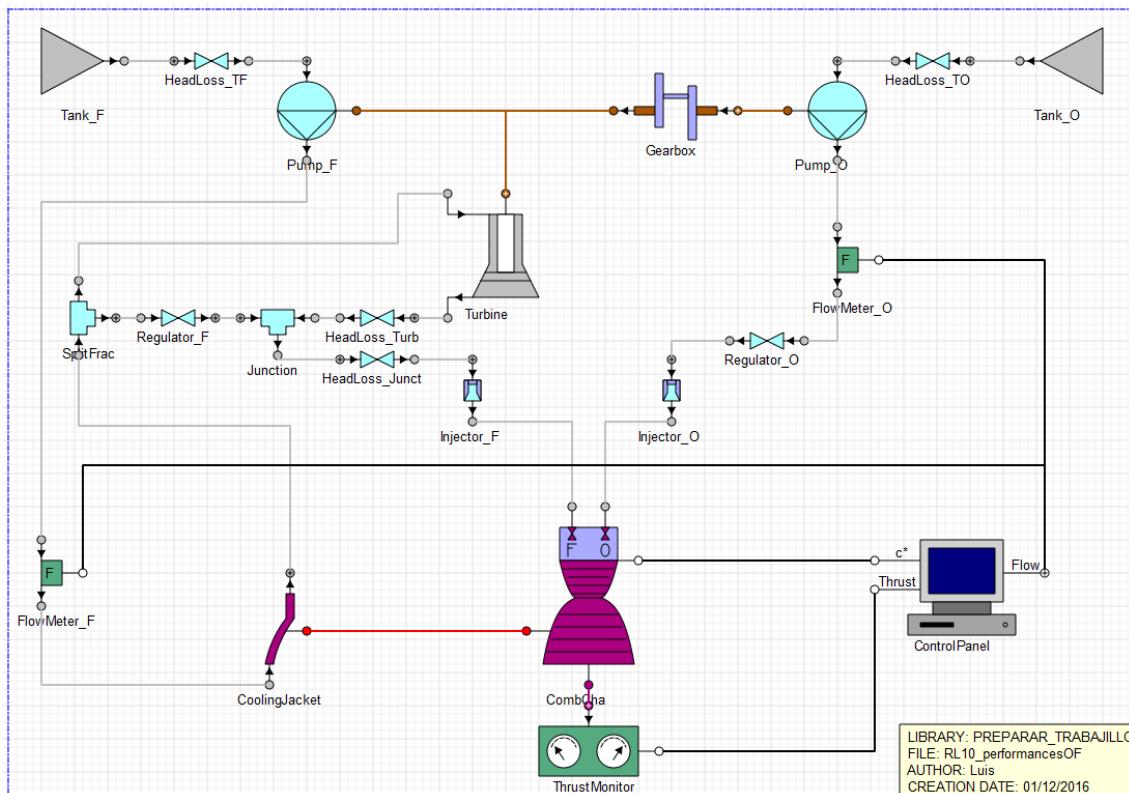 HeadLoss_TF
HeadLoss_TO
Tank_F
Tank_O
Gearbox
Pump_F
Pump_O
F
Turbine
FlowMeter_O
SplitFrac
Regulator_F
HeadLoss_Turb
Junction
HeadLoss_Junct
Regulator_O
Injector_F
Injector_O
F O
c*
Flow
F
Thrust
FlowMeter_F
ControlPanel
CoolingJacket
CombCha
ThrustMonitor
LIBRARY: PREPARAR_TRABAJILLO
FILE: RL10_performancesOF
AUTHOR: Luis
CREATION DATE: 01/12/2016